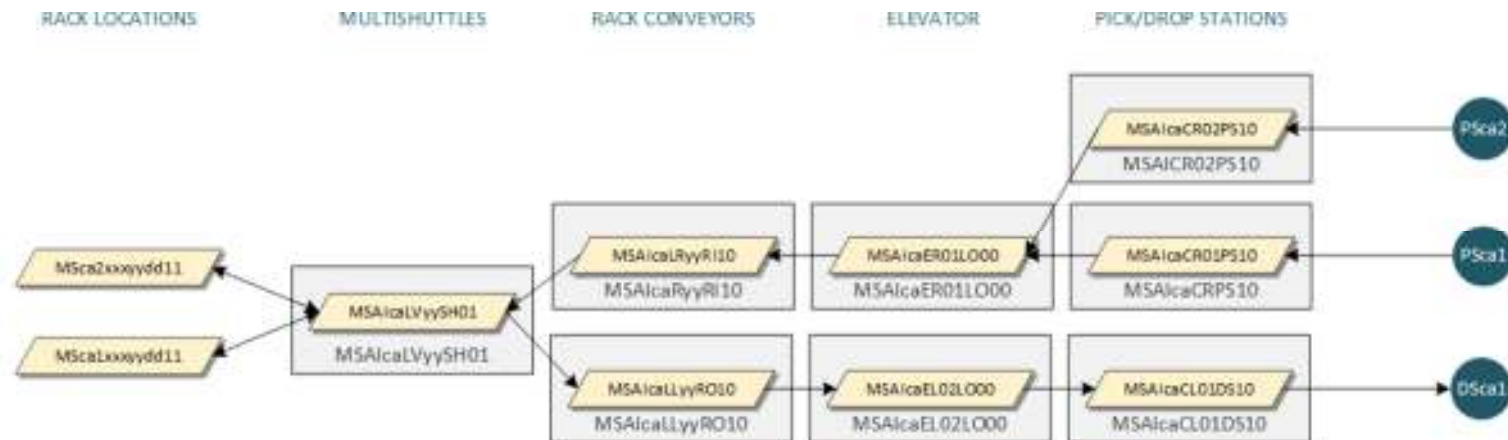 RACK LOCATIONS
MULTISHUTTLES
RACK CONVEYORS
ELEVATOR
PICK/DROP STATIONS
MSAIcaCR02PS10
MSAICR02PS10
PSca2
MSca2xxxyydd11
MSca1xxxyydd11
MSAIcaLVyySH01
MSAIcaLVyySH01
MSAIcaLRyyRI10
MSAIcaRyyRI10
MSAIcaER01LO00
MSAIcaER01LO00
MSAIcaCR01PS10
MSAIcaCRPS10
PSca1
MSAIcaLLyyRO10
MSAIcaLLyyRO10
MSAIcaEL02LO00
MSAIcaEL02LO00
MSAIcaCL01DS10
MSAIcaCL01DS10
DSca1